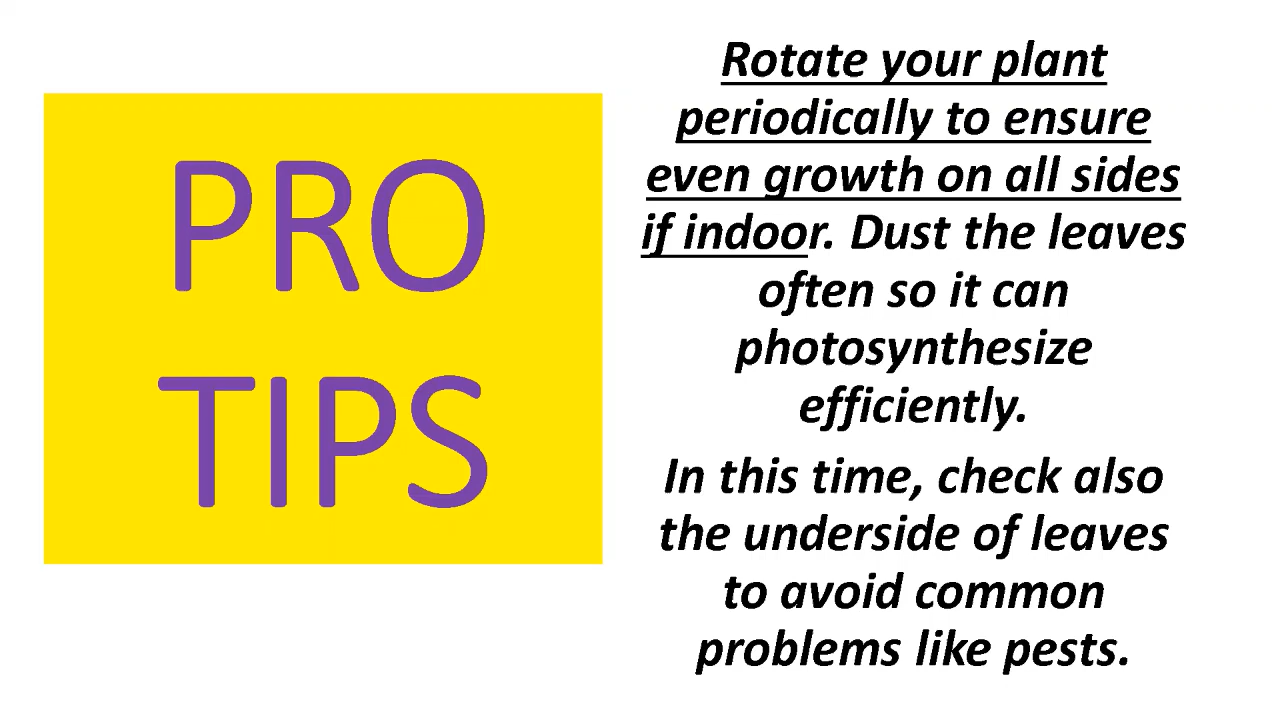 PRO
TIPS
Rotate your plant
periodically to ensure
even growth on all sides
if indoor. Dust the leaves
often so it can
photosynthesize
efficiently.
In this time, check also
the underside of leaves
to avoid common
problems like pests.